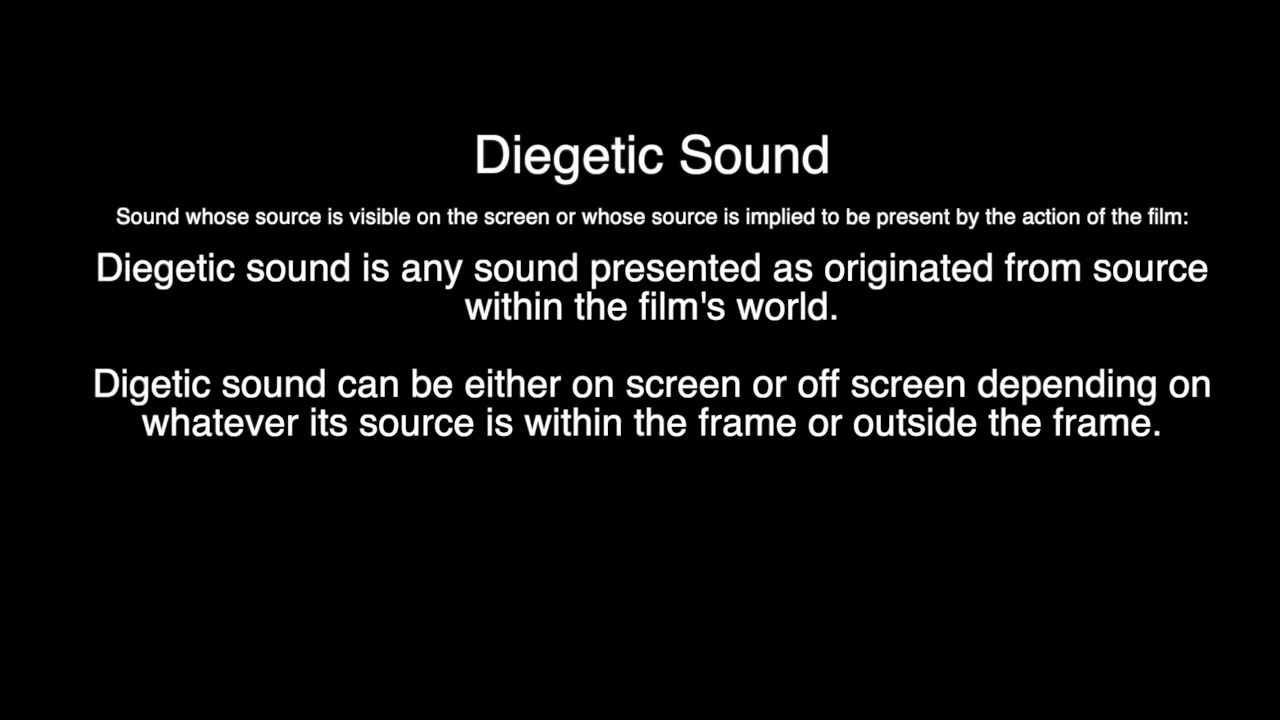 Diegetic Sound
Sound whose source is visible on the screen or whose source is implied to be present by the action of the film:
Diegetic sound is any sound presented as originated from source
within the film's world.
Digetic sound can be either on screen or off screen depending on
whatever its source is within the frame or outside the frame.